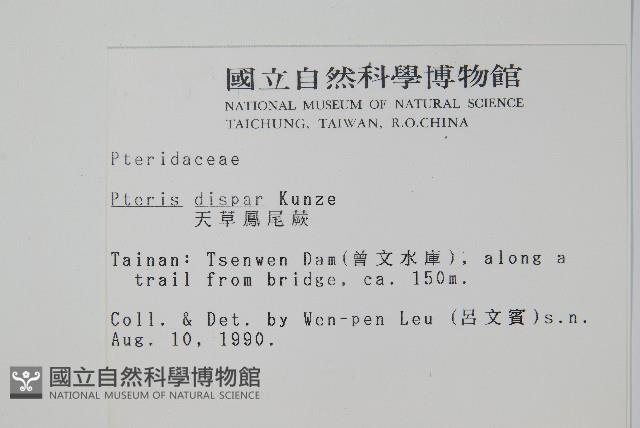 國立自然科學博物館
NATIONAL MUSEUM OF NATURAL SCIENCE
TAICHUNG, TAIWAN, R.O.CHINA
Pteridaceae
Pteris dispar Kunze
天草鳳尾蕨
Tainan: Tsenwen Dam(曾文水庫), along a
trail from bridge, ca. 150m.
Coll. & Det. by Wen-pen Leu (呂文賓)s.n.
Aug. 10, 1990.
國立自然科學博物館
NATIONAL MUSEUM OF NATURAL SCIENCE